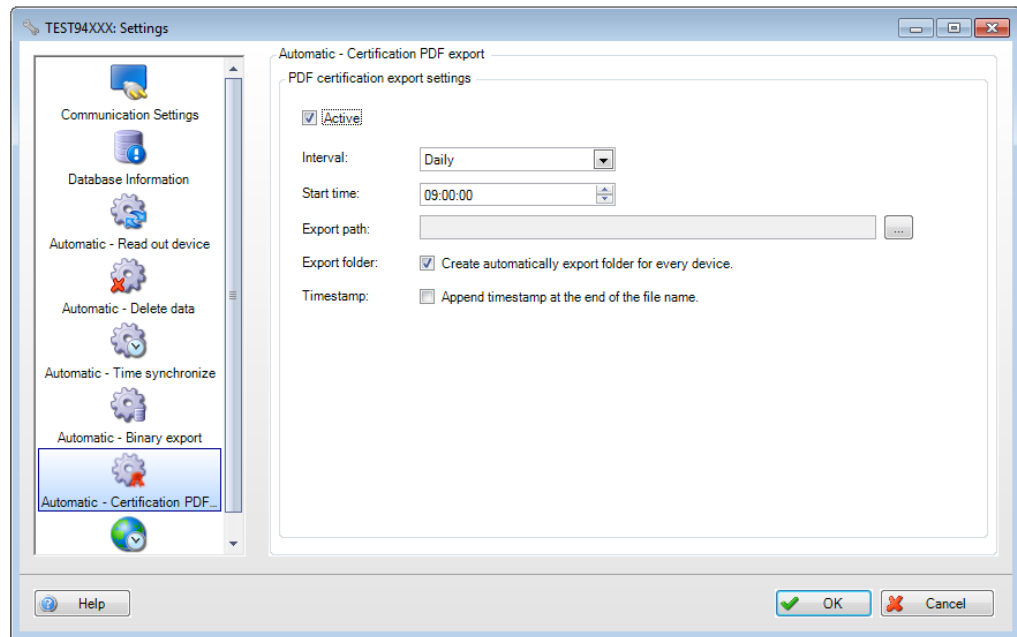 TEST94XXX: Settings
Communication Settings
Database Information
Automatic - Read out device
Automatic - Delete data
Automatic - Time synchronize
Automatic - Binary export
Automatic - Certification PDF...
Automatic - Certification PDF export
PDF certification export settings
Active
Interval: Daily
Start time: 09:00:00
Export path: ...
Export folder: Create automatically export folder for every device.
Timestamp: Append timestamp at the end of the file name.
Help OK Cancel